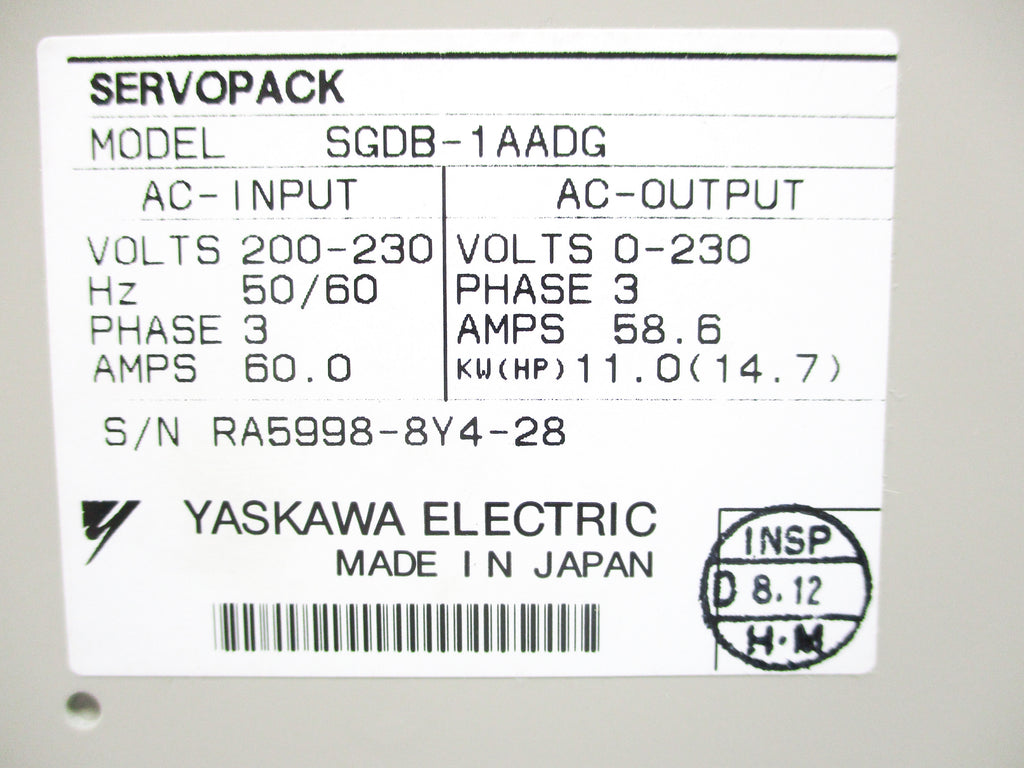 SERVOPACK
MODEL SGDB-1AADG
AC-INPUT AC-OUTPUT
VOLTS 200-230 VOLTS 0-230
Hz 50/60 PHASE 3
PHASE 3 AMPS 58.6
AMPS 60.0 KW(HP) 11.0(14.7)
S/N RA5998-8Y4-28
YASKAWA ELECTRIC
MADE IN JAPAN
INSP
D 8.12
H·M